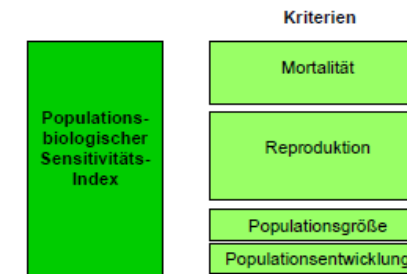 Kriterien
Populations-
biologischer
Sensitivitäts-
Index
Mortalität
Reproduktion
Populationsgröße
Populationsentwicklung